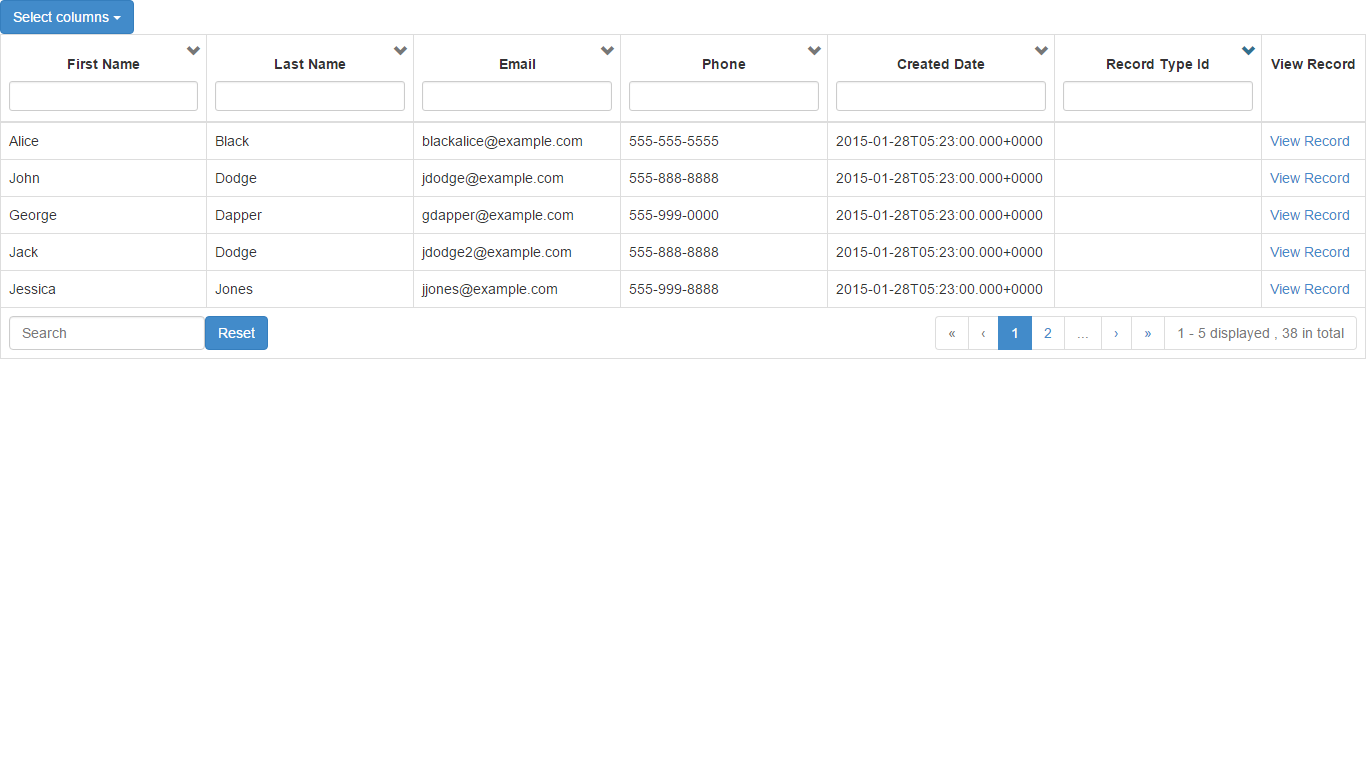 Select columns
First Name Last Name Email Phone Created Date Record Type Id View Record
Alice Black blackalice@example.com 555-555-5555 2015-01-28T05:23:00.000+0000 View Record
John Dodge jdodge@example.com 555-888-8888 2015-01-28T05:23:00.000+0000 View Record
George Dapper gdapper@example.com 555-999-0000 2015-01-28T05:23:00.000+0000 View Record
Jack Dodge jdodge2@example.com 555-888-8888 2015-01-28T05:23:00.000+0000 View Record
Jessica Jones jjones@example.com 555-999-8888 2015-01-28T05:23:00.000+0000 View Record
Search Reset « ‹ 1 2 ... › » 1 - 5 displayed , 38 in total